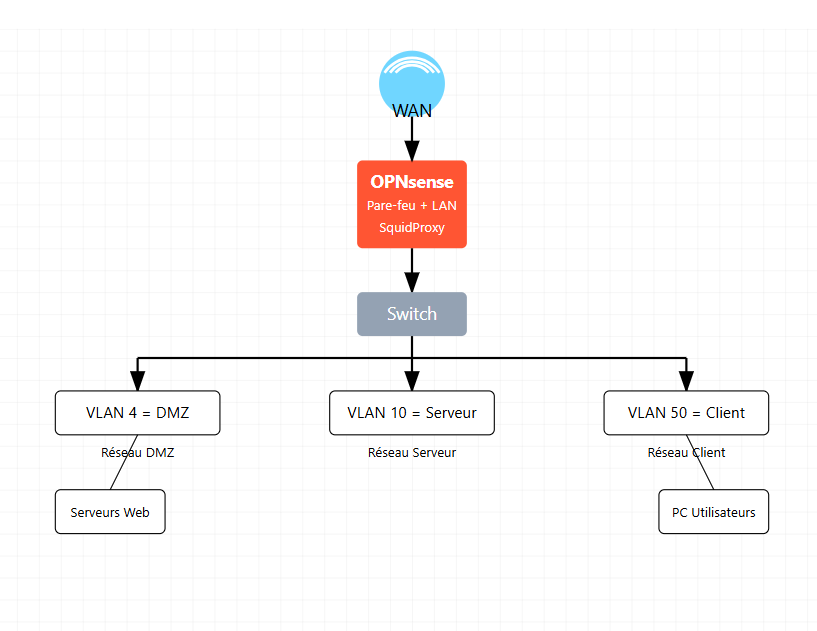 WAN
OPNsense
Pare-feu + LAN
SquidProxy
Switch
VLAN 4 = DMZ
VLAN 10 = Serveur
VLAN 50 = Client
Réseau DMZ
Réseau Serveur
Réseau Client
Serveurs Web
PC Utilisateurs